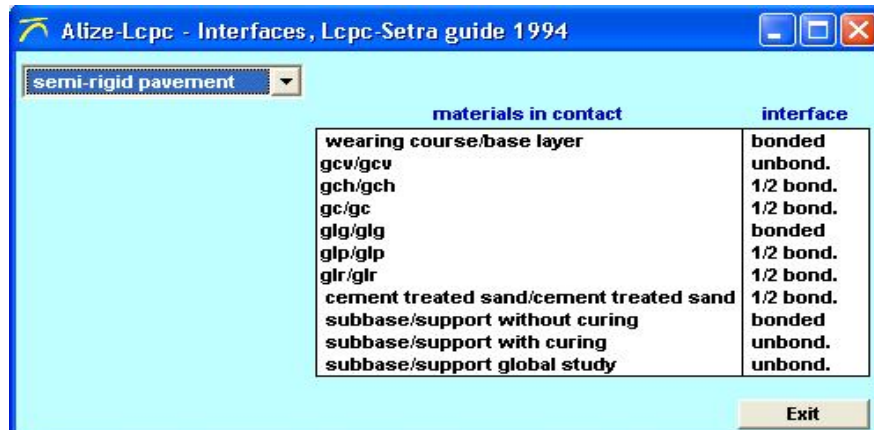 Alize-Lcpc - Interfaces, Lcpc-Setra guide 1994
semi-rigid pavement
materials in contact interface
wearing course/base layer bonded
gcv/gcv unbond.
gch/gch 1/2 bond.
gc/gc 1/2 bond.
glg/glg bonded
glp/glp 1/2 bond.
glr/glr 1/2 bond.
cement treated sand/cement treated sand 1/2 bond.
subbase/support without curing bonded
subbase/support with curing unbond.
subbase/support global study unbond.
Exit